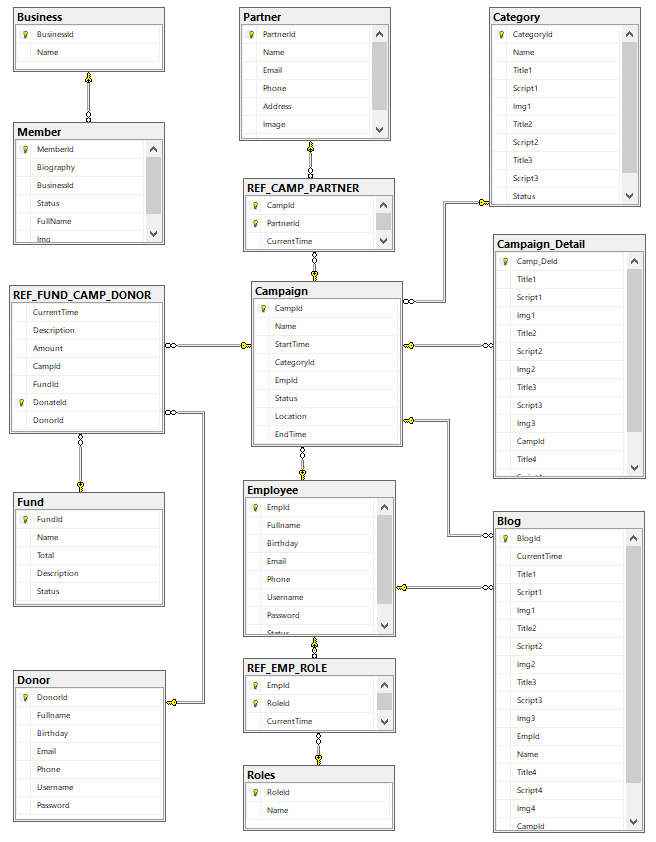 Business
BusinessId
Name
Partner
PartnerId
Name
Email
Phone
Address
Image
Category
CategoryId
Name
Title1
Script1
Img1
Title2
Script2
Title3
Script3
Status
Member
MemberId
Biography
BusinessId
Status
FullName
Img
REF_CAMP_PARTNER
CampId
PartnerId
CurrentTime
Campaign_Detail
Camp_DeId
Title1
Script1
Img1
Title2
Script2
Img2
Title3
Script3
Img3
CampId
Title4
REF_FUND_CAMP_DONOR
CurrentTime
Description
Amount
CampId
FundId
DonateId
DonorId
Campaign
CampId
Name
StartTime
CategoryId
EmpId
Status
Location
EndTime
Fund
FundId
Name
Total
Description
Status
Employee
EmpId
Fullname
Birthday
Email
Phone
Username
Password
Status
Blog
BlogId
CurrentTime
Title1
Script1
Img1
Title2
Script2
Img2
Title3
Script3
Img3
EmpId
Name
Title4
Script4
Img4
CampId
Donor
DonorId
Fullname
Birthday
Email
Phone
Username
Password
REF_EMP_ROLE
EmpId
RoleId
CurrentTime
Roles
RoleId
Name